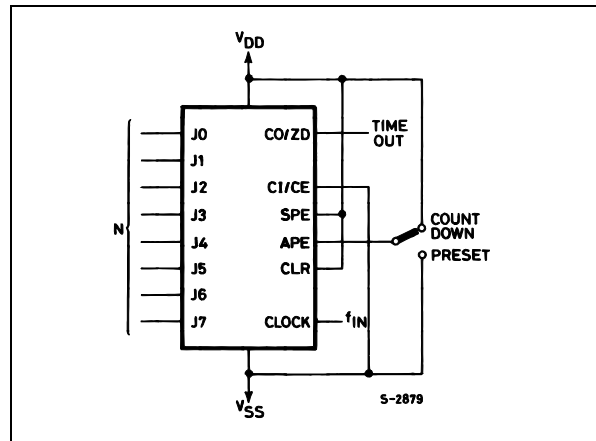 VDD
J0 CO/ZD TIME OUT
J1
J2 CI/CE
J3 SPE
N J4 APE COUNT DOWN
J5 CLR PRESET
J6
J7 CLOCK fIN
VSS
S-2879